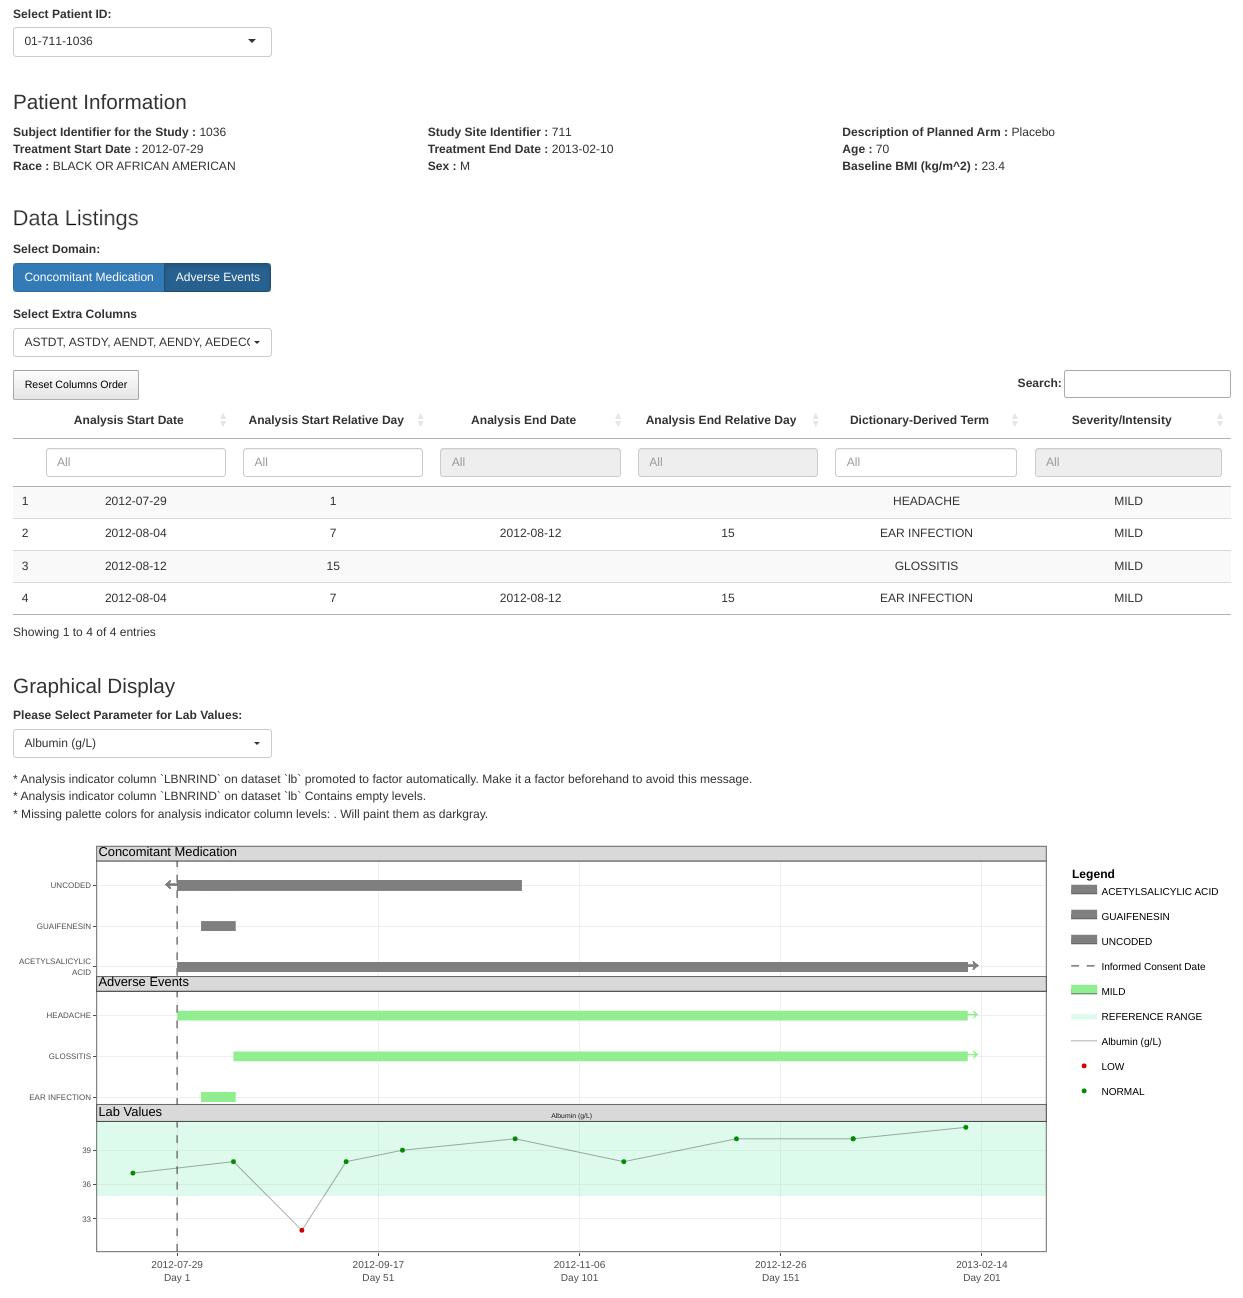 Select Patient ID:
01-711-1036
Patient Information
Subject Identifier for the Study : 1036 Study Site Identifier : 711 Description of Planned Arm : Placebo
Treatment Start Date : 2012-07-29 Treatment End Date : 2013-02-10 Age : 70
Race : BLACK OR AFRICAN AMERICAN Sex : M Baseline BMI (kg/m^2) : 23.4
Data Listings
Select Domain:
Concomitant Medication Adverse Events
Select Extra Columns
ASTDT, ASTDY, AENDT, AENDY, AEDEC
Reset Columns Order Search:
Analysis Start Date Analysis Start Relative Day Analysis End Date Analysis End Relative Day Dictionary-Derived Term Severity/Intensity
All All All All All All
1 2012-07-29 1 HEADACHE MILD
2 2012-08-04 7 2012-08-12 15 EAR INFECTION MILD
3 2012-08-12 15 GLOSSITIS MILD
4 2012-08-04 7 2012-08-12 15 EAR INFECTION MILD
Showing 1 to 4 of 4 entries
Graphical Display
Please Select Parameter for Lab Values:
Albumin (g/L)
* Analysis indicator column `LBNRIND` on dataset `lb` promoted to factor automatically. Make it a factor beforehand to avoid this message.
* Analysis indicator column `LBNRIND` on dataset `lb` Contains empty levels.
* Missing palette colors for analysis indicator column levels: . Will paint them as darkgray.
Concomitant Medication
UNCODED
GUAIFENESIN
ACETYLSALICYLIC
ACID
Adverse Events
HEADACHE
GLOSSITIS
EAR INFECTION
Lab Values
Albumin (g/L)
39
36
33
2012-07-29 2012-09-17 2012-11-06 2012-12-26 2013-02-14
Day 1 Day 51 Day 101 Day 151 Day 201
Legend
ACETYLSALICYLIC ACID
GUAIFENESIN
UNCODED
Informed Consent Date
MILD
REFERENCE RANGE
Albumin (g/L)
LOW
NORMAL